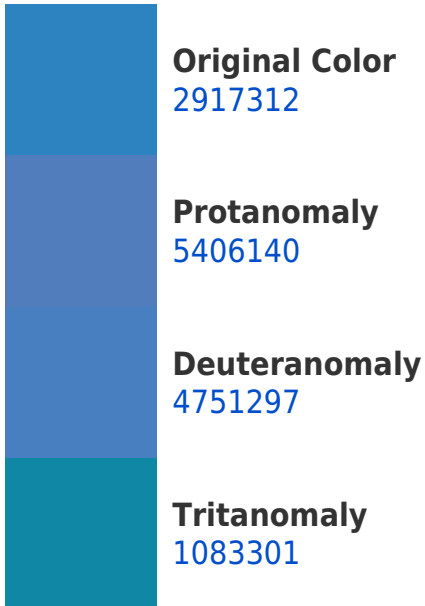 Original Color
2917312
Protanomaly
5406140
Deuteranomaly
4751297
Tritanomaly
1083301